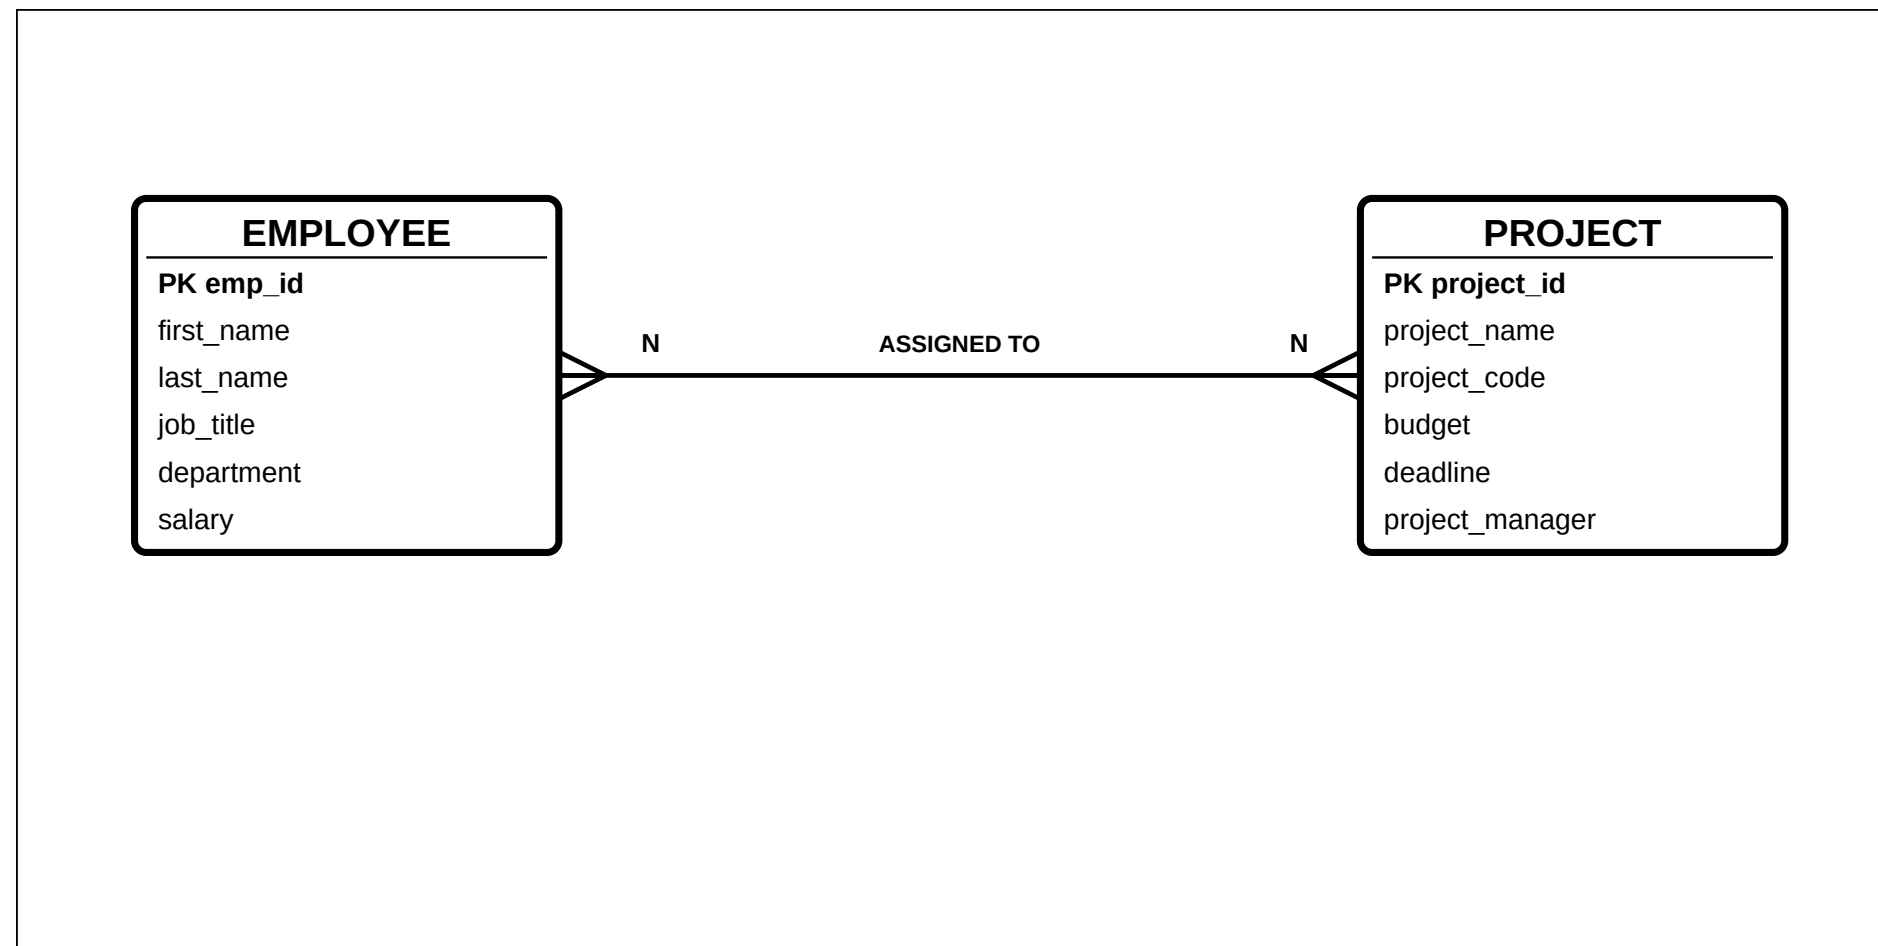 EMPLOYEE
PK emp_id
first_name
last_name
job_title
department
salary
N
ASSIGNED TO
N
PROJECT
PK project_id
project_name
project_code
budget
deadline
project_manager